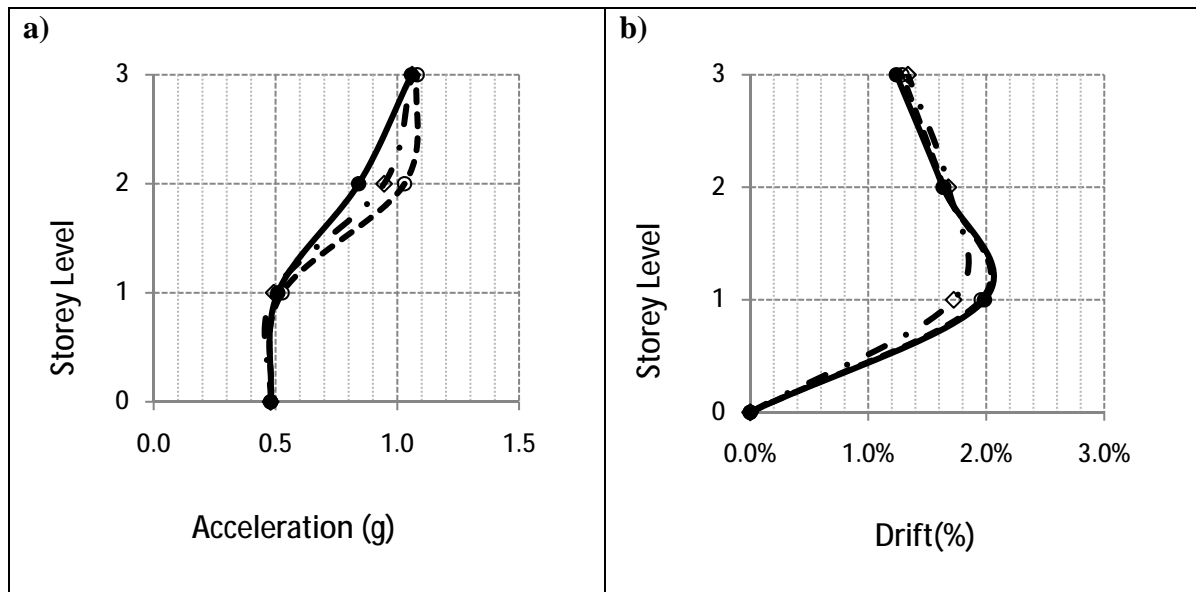 a)
3
2
1
0
Storey Level
0.0 0.5 1.0 1.5
Acceleration (g)
b)
3
2
1
0
Storey Level
0.0% 1.0% 2.0% 3.0%
Drift(%)